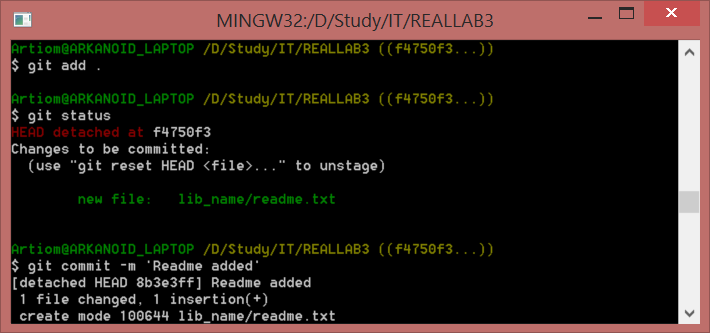 MINGW32:/D/Study/IT/REALLAB3
Artiom@ARKANOID_LAPTOP /D/Study/IT/REALLAB3 ((f4750f3...))
$ git add .
Artiom@ARKANOID_LAPTOP /D/Study/IT/REALLAB3 ((f4750f3...))
$ git status
HEAD detached at f4750f3
Changes to be committed:
  (use "git reset HEAD <file>..." to unstage)
        new file:   lib_name/readme.txt
Artiom@ARKANOID_LAPTOP /D/Study/IT/REALLAB3 ((f4750f3...))
$ git commit -m 'Readme added'
[detached HEAD 8b3e3ff] Readme added
 1 file changed, 1 insertion(+)
 create mode 100644 lib_name/readme.txt